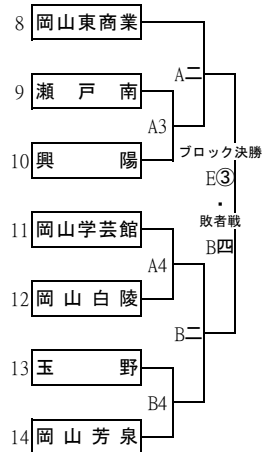 8 岡山東商業
A二
9 瀬戸南
A3
ブロック決勝
10 興陽
E③
・
敗者戦
11 岡山学芸館
B四
A4
12 岡山白陵
B二
13 玉野
B4
14 岡山芳泉